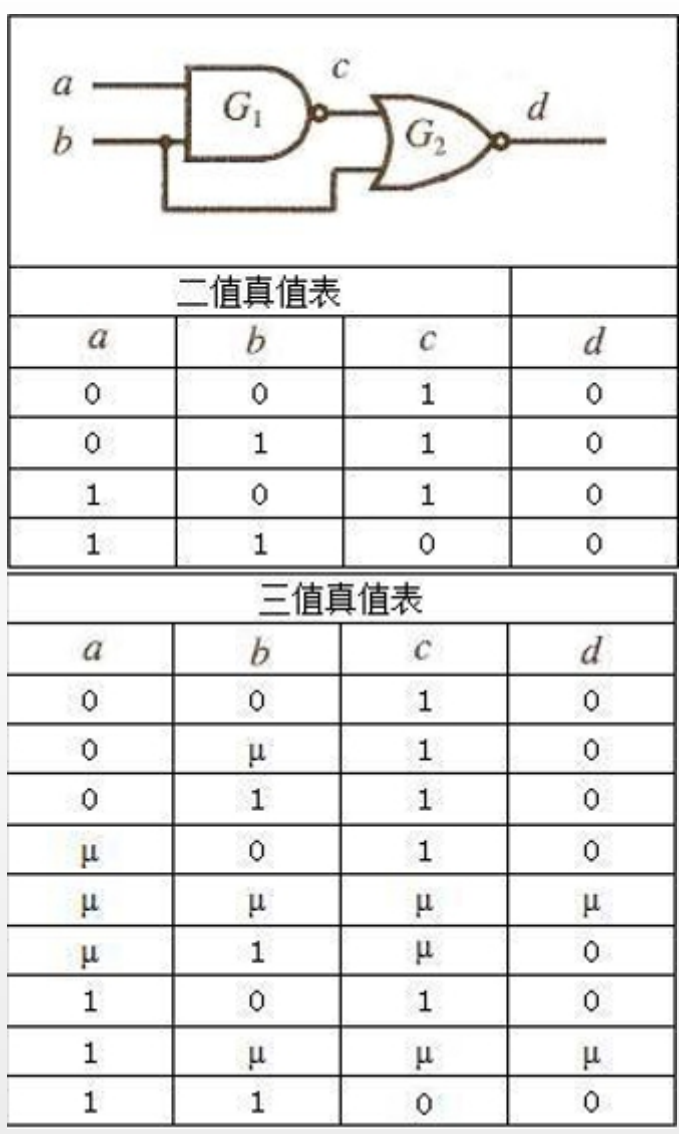 a
b
c
d
G₁
G₂
二值真值表
a b c d
0 0 1 0
0 1 1 0
1 0 1 0
1 1 0 0
三值真值表
a b c d
0 0 1 0
0 μ 1 0
0 1 1 0
μ 0 1 0
μ μ μ μ
μ 1 μ 0
1 0 1 0
1 μ μ μ
1 1 0 0